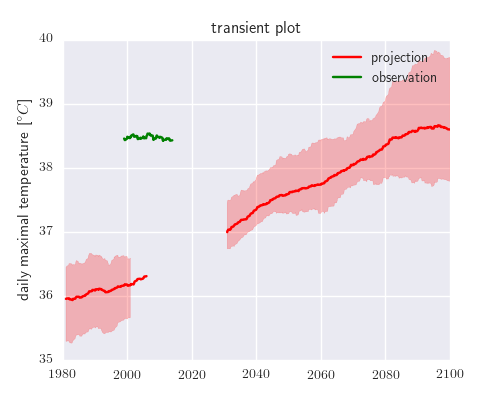 transient plot
40
39
38
37
36
35
daily maximal temperature [°C]
projection
observation
1980 2000 2020 2040 2060 2080 2100